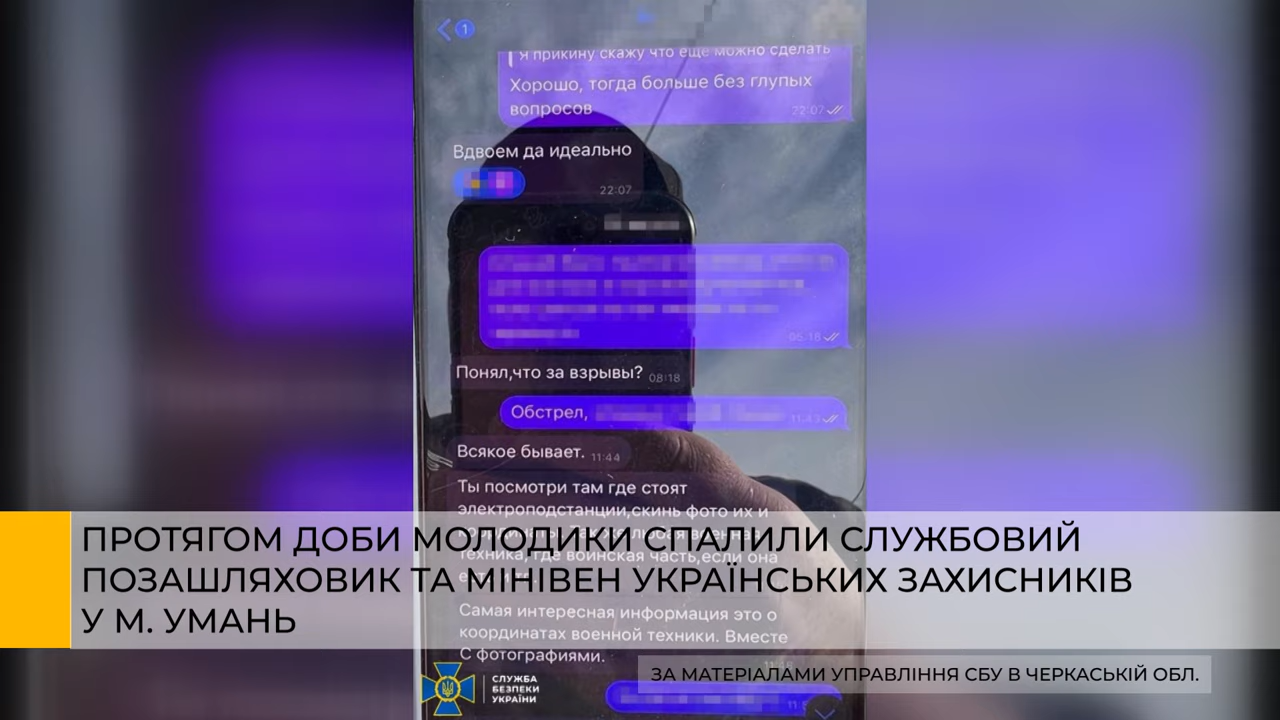 1
Я прикину скажу что еще можно сделать
Хорошо, тогда больше без глупых
вопросов
22:07
Вдвоем да идеально
22:07
06:18
Понял,что за взрывы?
08:18
Обстрел,
11:43
Всякое бывает.
11:44
Ты посмотри там где стоят
электроподстанции,скинь фото их и
техника, где воинская часть,если она
Самая интересная информация это о
координатах военной техники. Вместе
С фотографиями.
ПРОТЯГОМ ДОБИ МОЛОДИКИ СПАЛИЛИ СЛУЖБОВИЙ
ПОЗАШЛЯХОВИК ТА МІНІВЕН УКРАЇНСЬКИХ ЗАХИСНИКІВ
У М. УМАНЬ
СЛУЖБА
БЕЗПЕКИ
УКРАЇНИ
ЗА МАТЕРІАЛАМИ УПРАВЛІННЯ СБУ В ЧЕРКАСЬКІЙ ОБЛ.